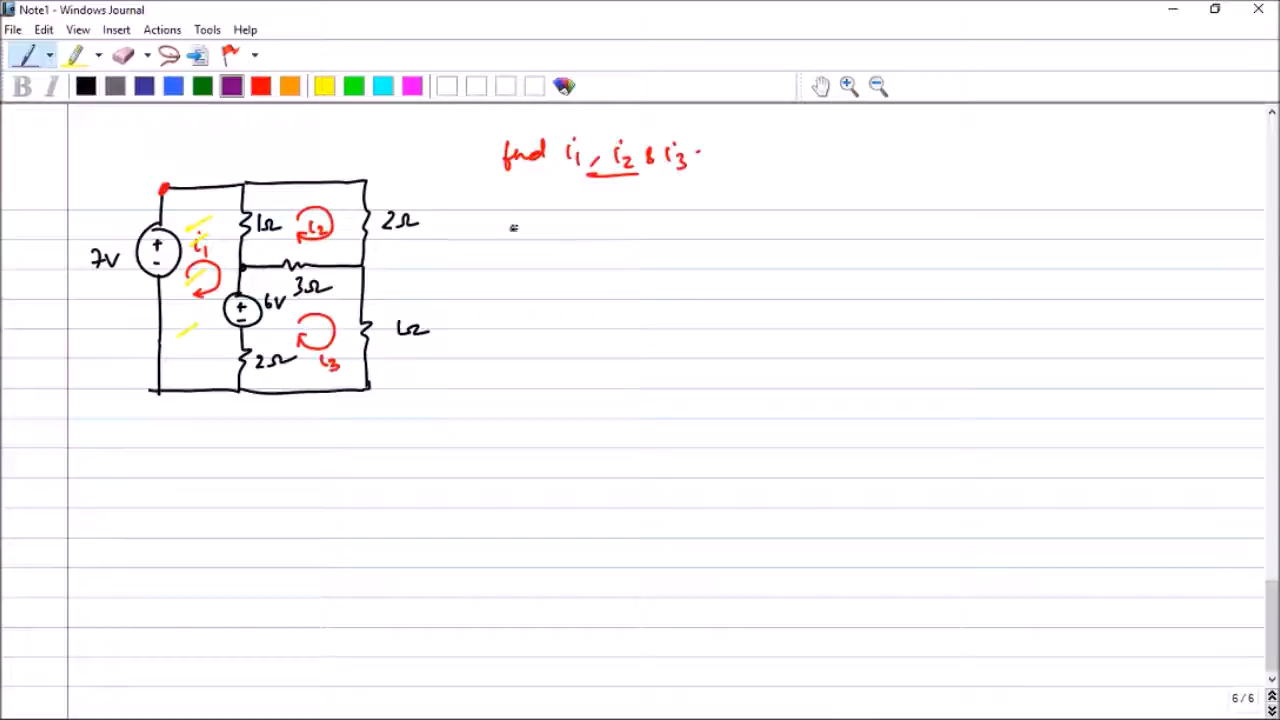 Note1 - Windows Journal
File Edit View Insert Actions Tools Help
B I
find i1, i2 & i3.
7V
+
-
i1
1Ω
i2
2Ω
3Ω
+
-
6V
2Ω
i3
1Ω
6 / 6